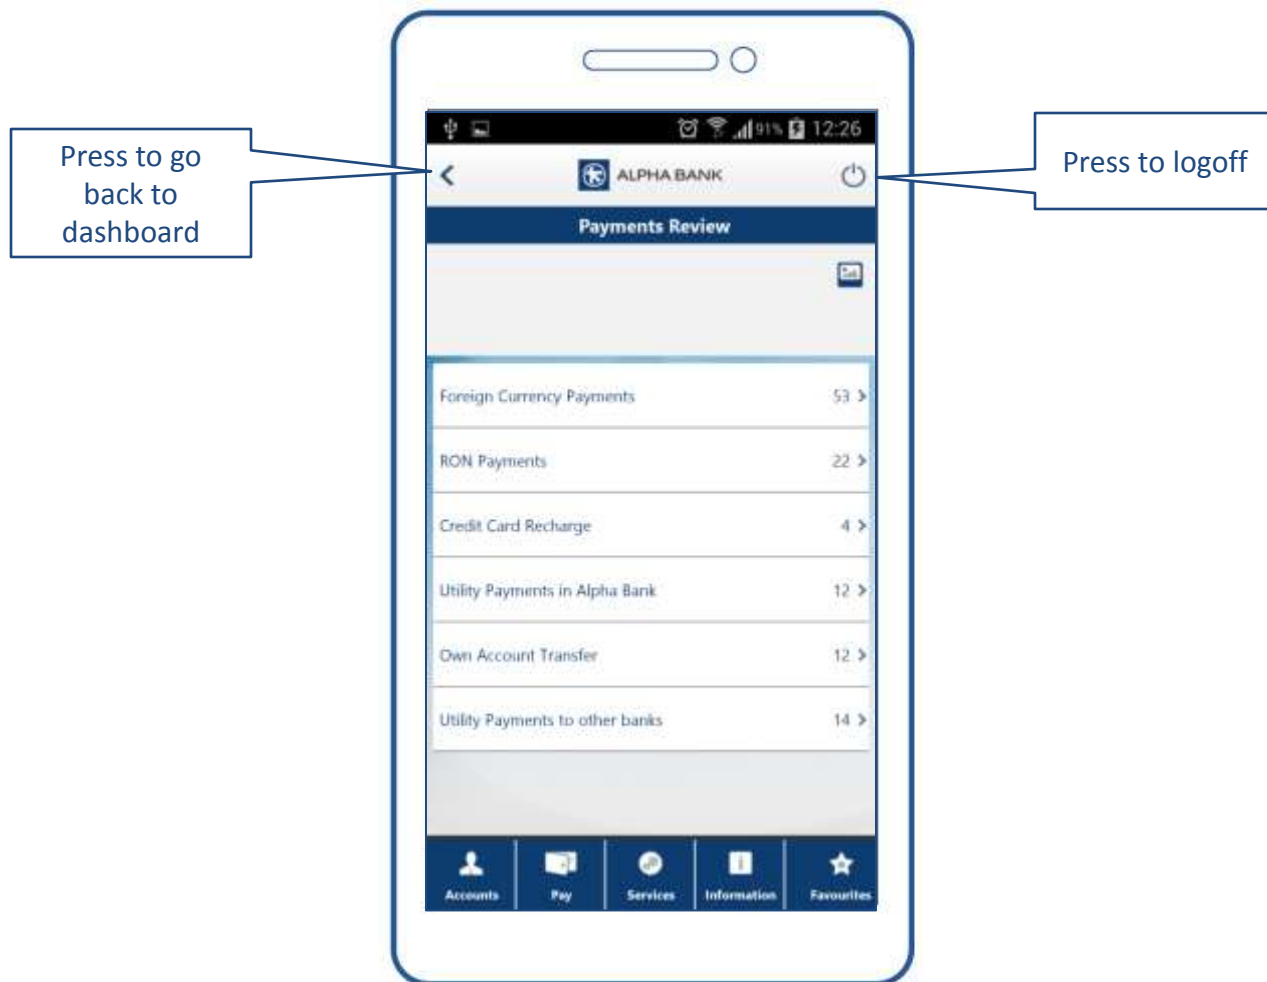 91% 12:26
Press to go
back to
dashboard
ALPHA BANK
Press to logoff
Payments Review
Foreign Currency Payments 53
RON Payments 22
Credit Card Recharge 4
Utility Payments in Alpha Bank 12
Own Account Transfer 12
Utility Payments to other banks 14
Accounts Pay Services Information Favourites